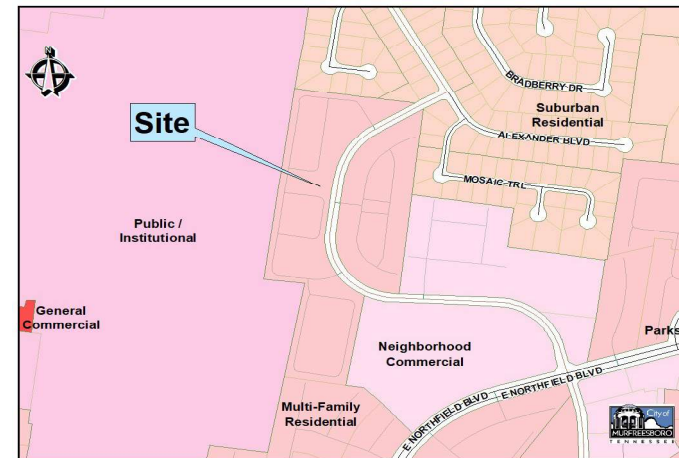 N
BRADBERRY DR
Suburban
Residential
Site
ALEXANDER BLVD
MOSAIC TRL
Public /
Institutional
General
Commercial
Parks
Neighborhood
Commercial
E NORTHFIELD BLVD
E NORTHFIELD BLVD
Multi-Family
Residential
City of
MURFREESBORO
TENNESSEE